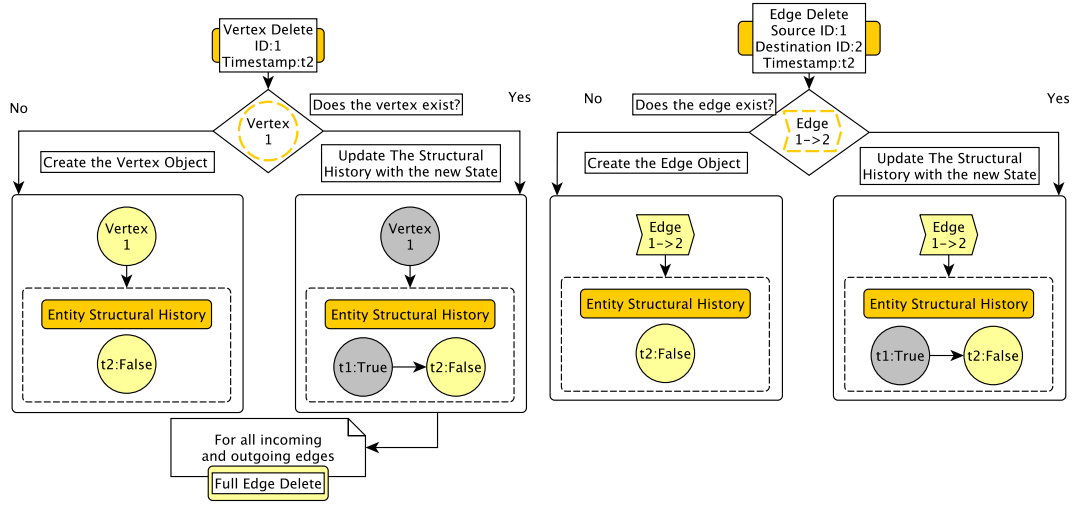 Vertex Delete
ID:1
Timestamp:t2
No
Does the vertex exist?
Yes
Vertex
1
Create the Vertex Object
Update The Structural
History with the new State
Vertex
1
Entity Structural History
t2:False
Vertex
1
Entity Structural History
t1:True
t2:False
For all incoming
and outgoing edges
Full Edge Delete
Edge Delete
Source ID:1
Destination ID:2
Timestamp:t2
No
Does the edge exist?
Yes
Edge
1->2
Create the Edge Object
Update The Structural
History with the new State
Edge
1->2
Entity Structural History
t2:False
Edge
1->2
Entity Structural History
t1:True
t2:False